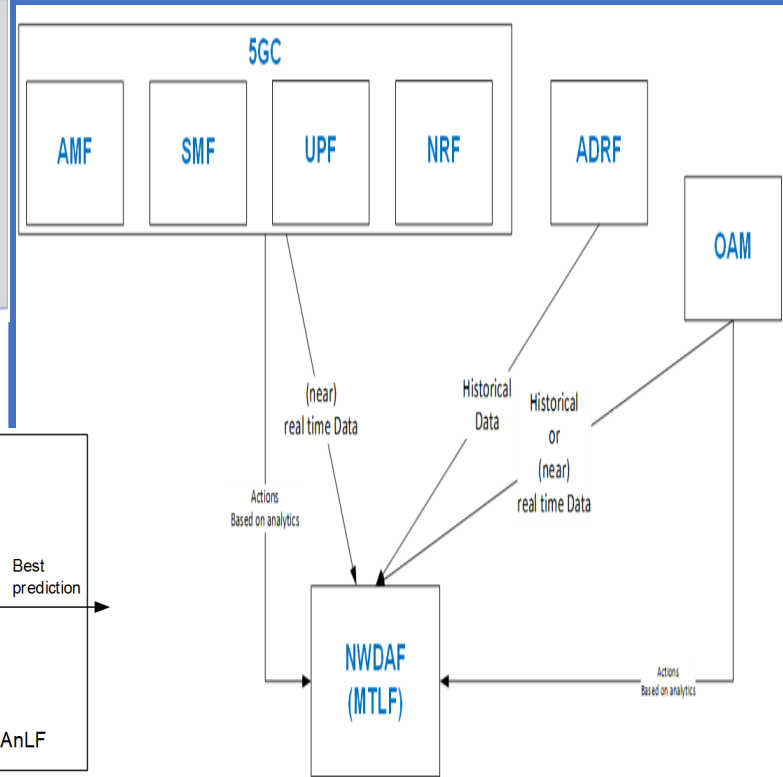 5GC
AMF
SMF
UPF
NRF
ADRF
OAM
(near)
real time Data
Historical
Data
Historical
or
(near)
real time Data
Actions
Based on analytics
Best
prediction
NWDAF
(MTLF)
Actions
Based on analytics
AnLF